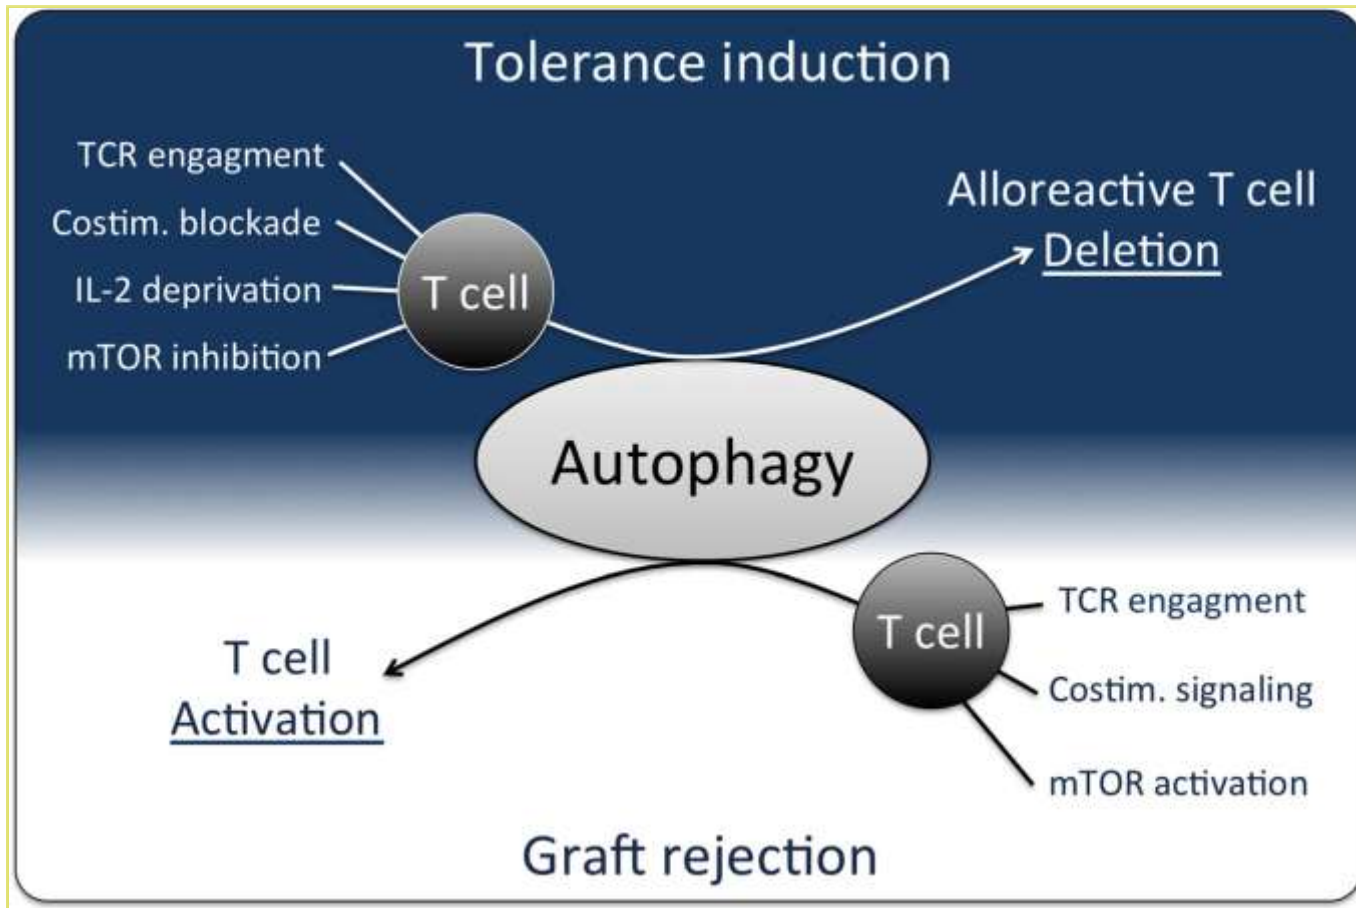 Tolerance induction
TCR engagment
Costim. blockade
IL-2 deprivation
mTOR inhibition
T cell
Alloreactive T cell
Deletion
Autophagy
T cell
Activation
T cell
TCR engagment
Costim. signaling
mTOR activation
Graft rejection